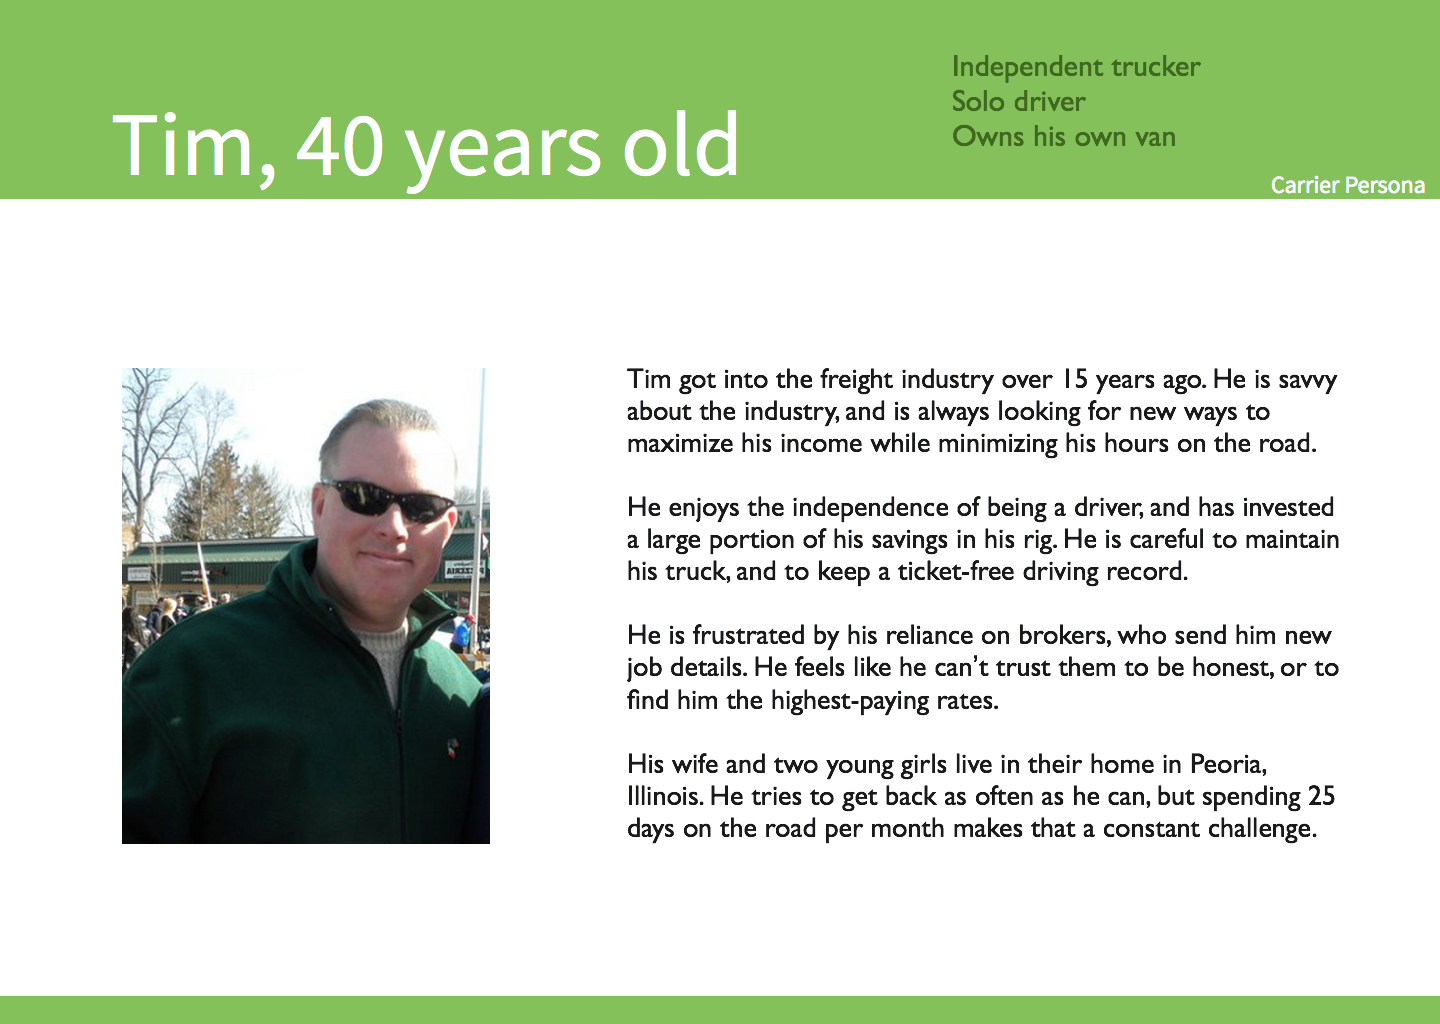 Tim, 40 years old
Independent trucker
Solo driver
Owns his own van
Carrier Persona
Tim got into the freight industry over 15 years ago. He is savvy
about the industry, and is always looking for new ways to
maximize his income while minimizing his hours on the road.
He enjoys the independence of being a driver, and has invested
a large portion of his savings in his rig. He is careful to maintain
his truck, and to keep a ticket-free driving record.
He is frustrated by his reliance on brokers, who send him new
job details. He feels like he can’t trust them to be honest, or to
find him the highest-paying rates.
His wife and two young girls live in their home in Peoria,
Illinois. He tries to get back as often as he can, but spending 25
days on the road per month makes that a constant challenge.